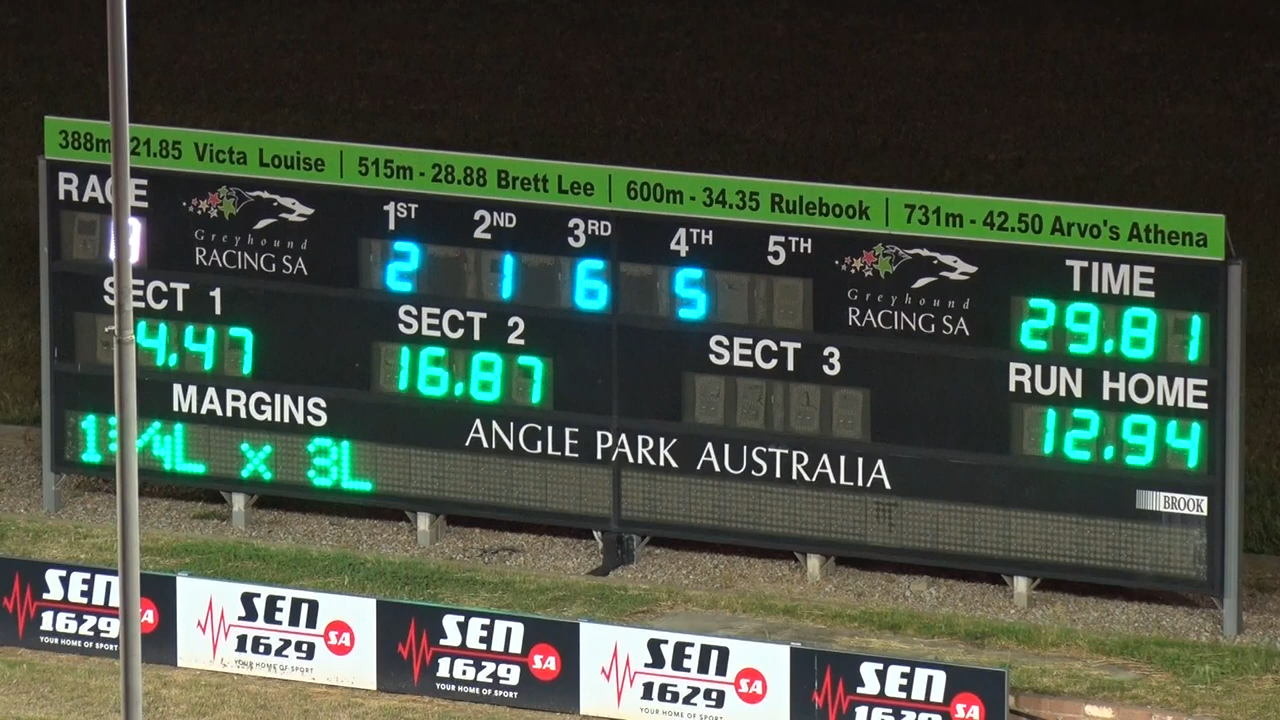 388m 21.85 Victa Louise | 515m - 28.88 Brett Lee | 600m - 34.35 Rulebook | 731m - 42.50 Arvo's Athena
RACE
Greyhound
RACING SA
1ST 2ND 3RD 4TH 5TH
2 1 6 5
Greyhound
RACING SA
TIME
29.81
SECT 1
4.47
SECT 2
16.87
SECT 3
RUN HOME
12.94
MARGINS
x 3L
ANGLE PARK AUSTRALIA
BROOK
SEN
1629
SA
YOUR HOME OF SPORT
SEN
1629
SA
YOUR HOME OF SPORT
SEN
1629
SA
YOUR HOME OF SPORT
SEN
1629
SA
SEN
1629
SA